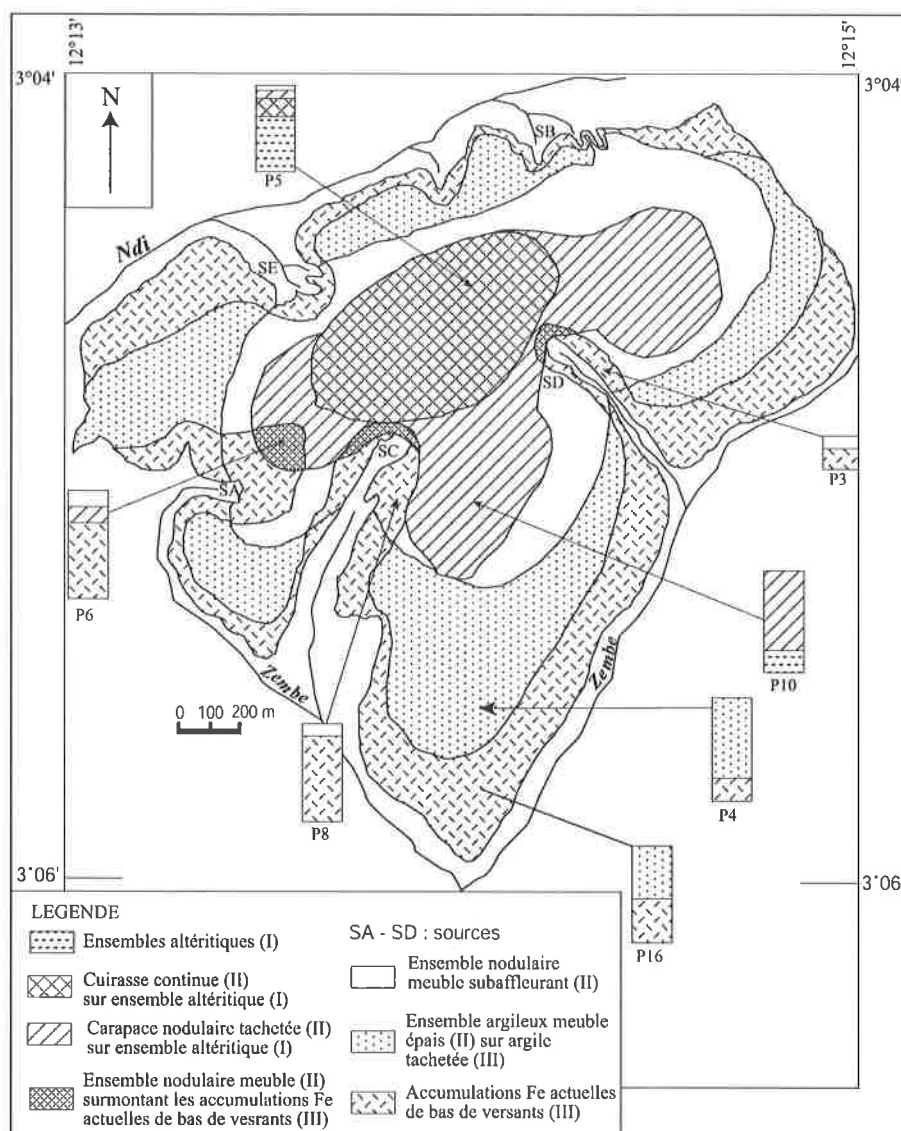 12°13'
12°15'
3°04'
3°04'
N
P5
SB
Ndi
SE
SD
SC
SA
P3
P6
P10
Zembe
Zembe
0 100 200 m
P8
P4
P16
3°06'
3°06'
LEGENDE
Ensembles altéritiques (I)
Cuirasse continue (II)
sur ensemble altéritique (I)
Carapace nodulaire tachetée (II)
sur ensemble altéritique (I)
Ensemble nodulaire meuble (II)
surmontant les accumulations Fe
actuelles de bas de vesrants (III)
SA - SD : sources
Ensemble nodulaire
meuble subaffleurant (II)
Ensemble argileux meuble
épais (II) sur argile
tachetée (III)
Accumulations Fe actuelles
de bas de versants (III)